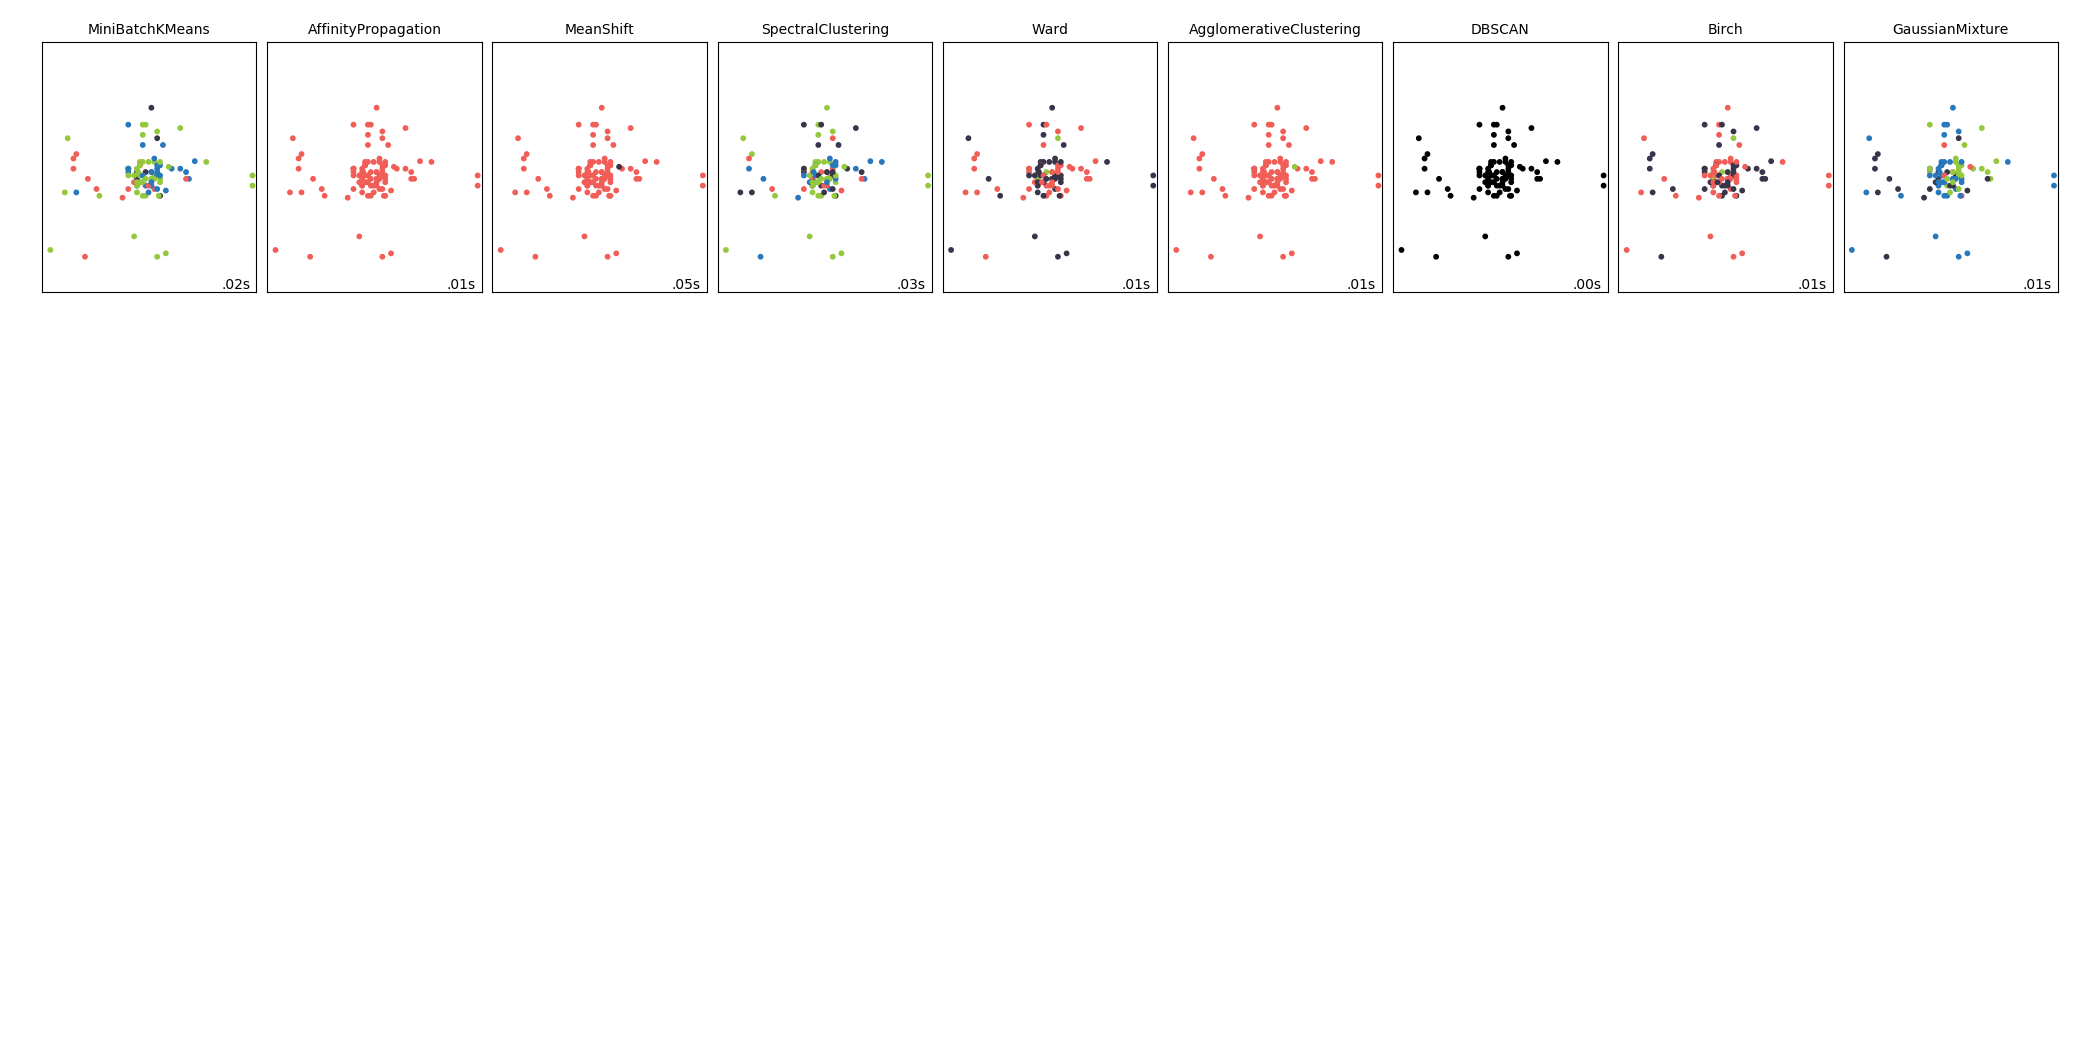 MiniBatchKMeans AffinityPropagation MeanShift SpectralClustering Ward AgglomerativeClustering DBSCAN Birch GaussianMixture
.02s .01s .05s .03s .01s .01s .00s .01s .01s